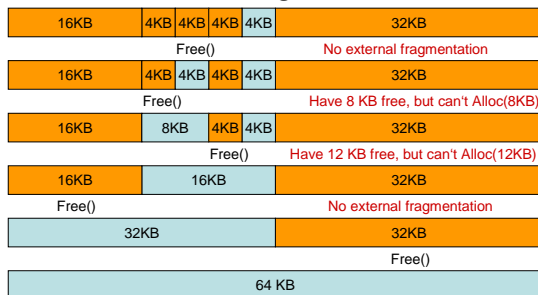 16KB 4KB 4KB 4KB 4KB 32KB
Free() No external fragmentation
16KB 4KB 4KB 4KB 4KB 32KB
Free() Have 8 KB free, but can't Alloc(8KB)
16KB 8KB 4KB 4KB 32KB
Free() Have 12 KB free, but can't Alloc(12KB)
16KB 16KB 32KB
Free() No external fragmentation
32KB 32KB
Free()
64 KB